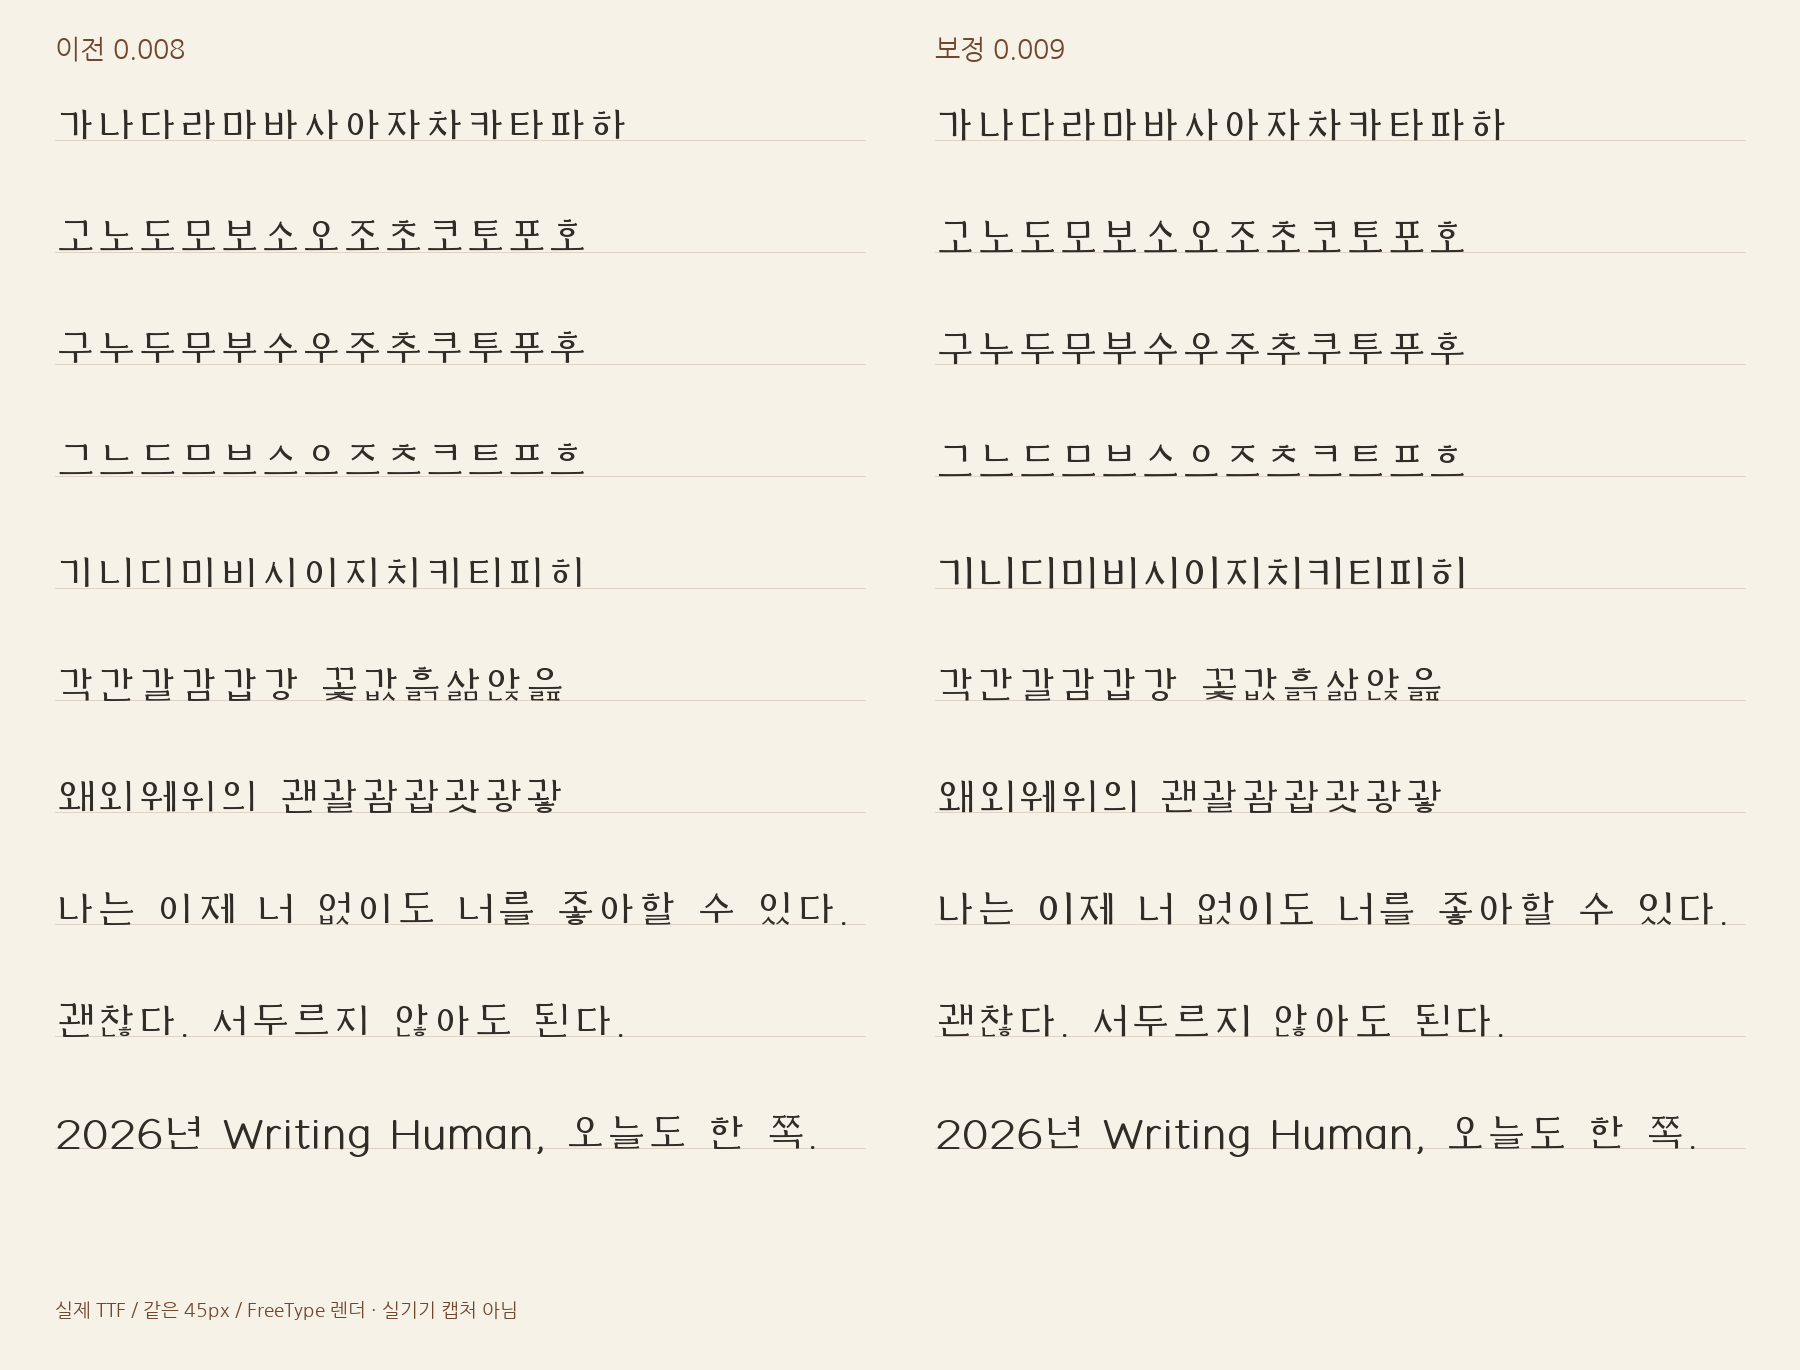 이전 0.008
가나다라마바사아자차카타파하
고노도모보소오조초코토포호
구누두무부수우주추쿠투푸후
그느드므브스으즈츠크트프흐
기니디미비시이지치키티피히
각간갈감갑강 꽃값흙삶앉읊
왜외웨위의 괜괄괌괍괏광괗
나는 이제 너 없이도 너를 좋아할 수 있다.
괜찮다. 서두르지 않아도 된다.
2026년 Writing Human, 오늘도 한 쪽.
보정 0.009
가나다라마바사아자차카타파하
고노도모보소오조초코토포호
구누두무부수우주추쿠투푸후
그느드므브스으즈츠크트프흐
기니디미비시이지치키티피히
각간갈감갑강 꽃값흙삶앉읊
왜외웨위의 괜괄괌괍괏광괗
나는 이제 너 없이도 너를 좋아할 수 있다.
괜찮다. 서두르지 않아도 된다.
2026년 Writing Human, 오늘도 한 쪽.
실제 TTF / 같은 45px / FreeType 렌더 · 실기기 캡처 아님